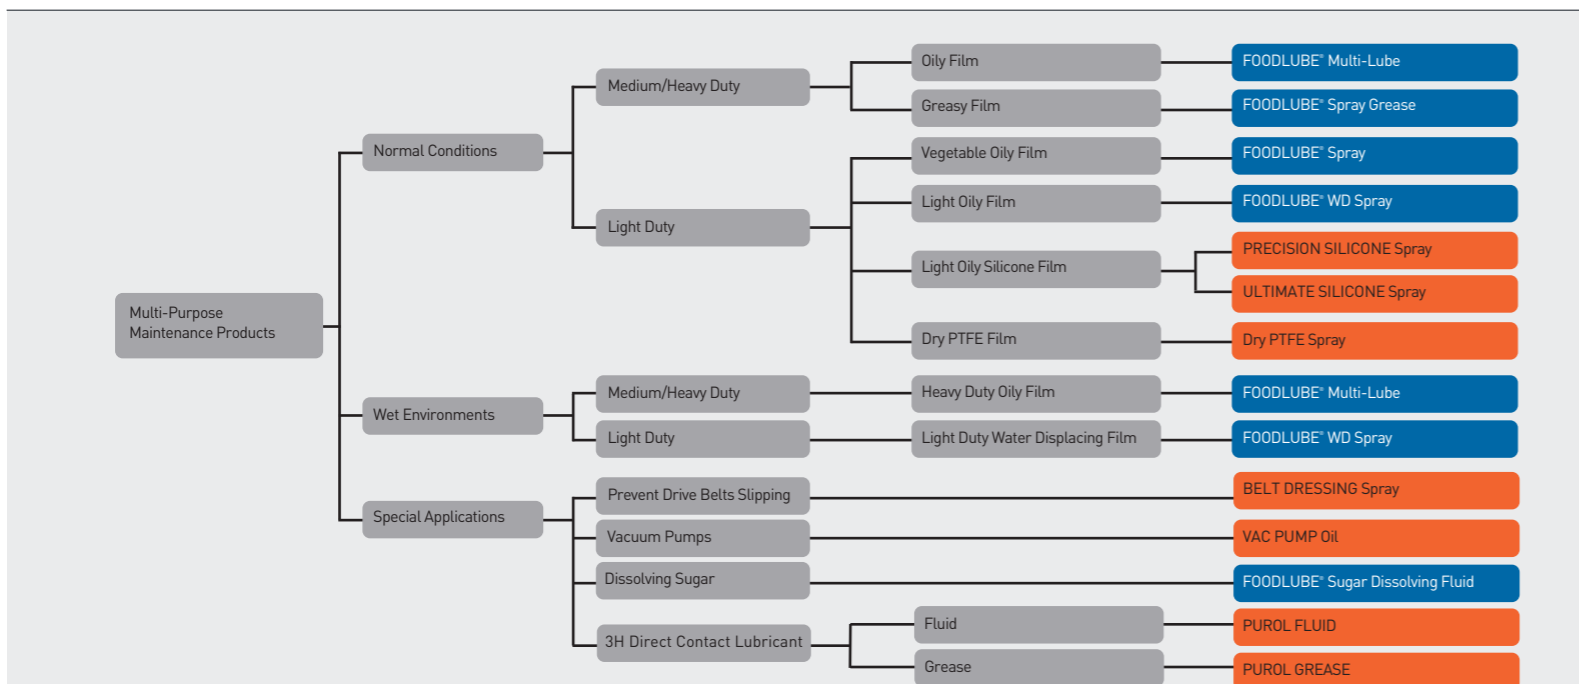 Oily Film
FOODLUBE® Multi-Lube
Medium/Heavy Duty
Greasy Film
FOODLUBE® Spray Grease
Normal Conditions
Vegetable Oily Film
FOODLUBE® Spray
Light Oily Film
FOODLUBE® WD Spray
Light Duty
PRECISION SILICONE Spray
Light Oily Silicone Film
ULTIMATE SILICONE Spray
Multi-Purpose
Maintenance Products
Dry PTFE Film
Dry PTFE Spray
Medium/Heavy Duty
Heavy Duty Oily Film
FOODLUBE® Multi-Lube
Wet Environments
Light Duty
Light Duty Water Displacing Film
FOODLUBE® WD Spray
Prevent Drive Belts Slipping
BELT DRESSING Spray
Special Applications
Vacuum Pumps
VAC PUMP Oil
Dissolving Sugar
FOODLUBE® Sugar Dissolving Fluid
3H Direct Contact Lubricant
Fluid
PUROL FLUID
Grease
PUROL GREASE